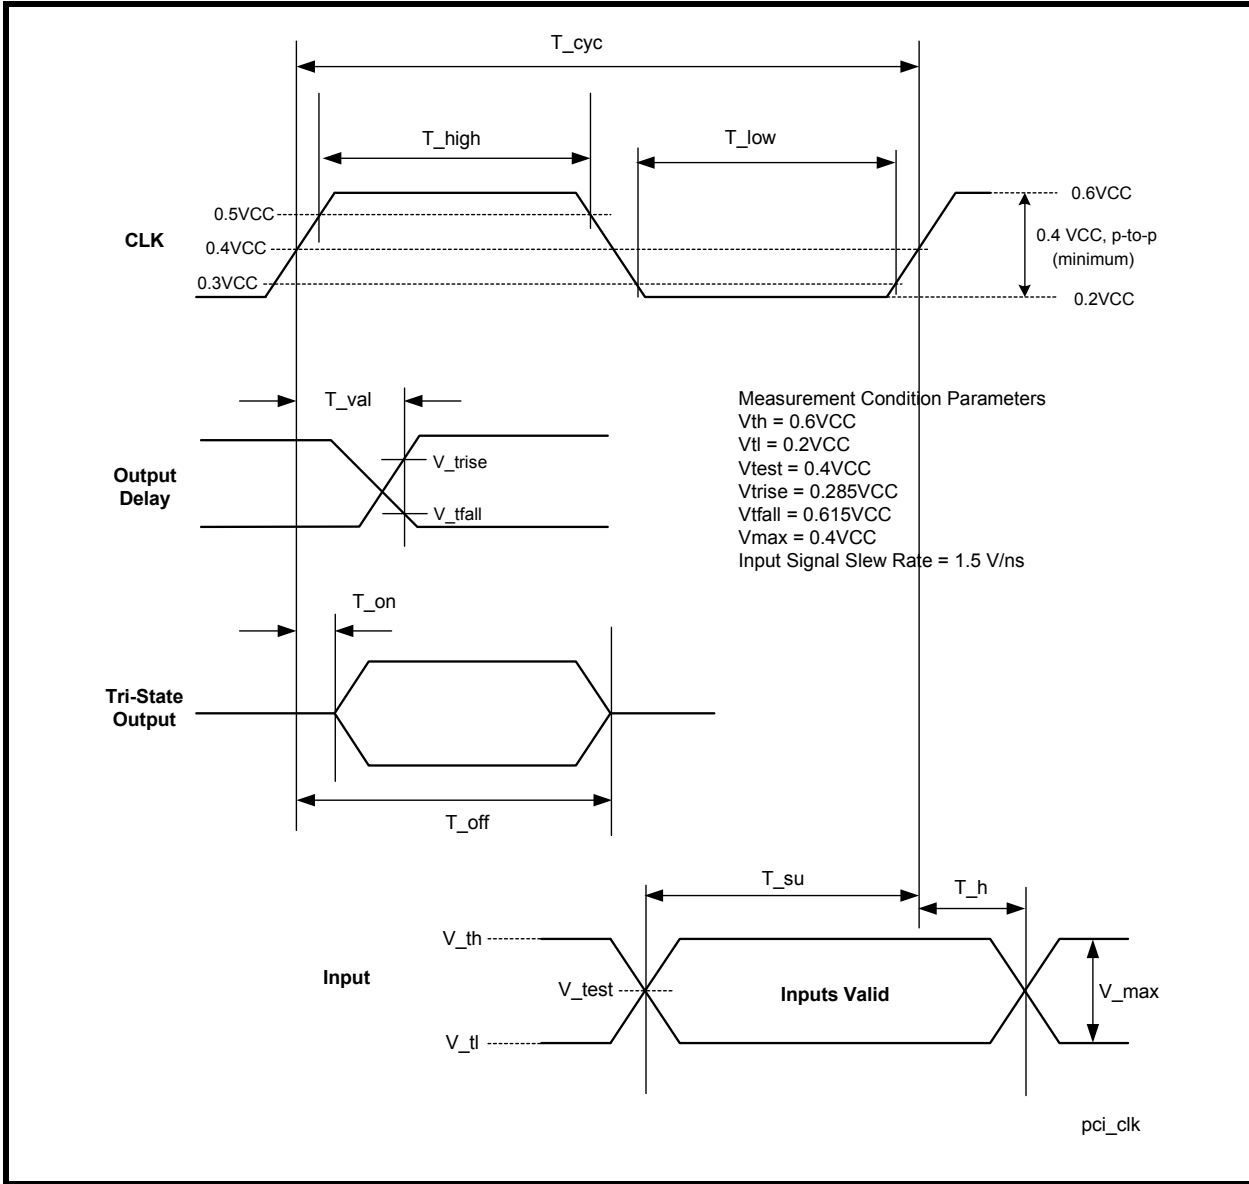 T_cyc
T_high
T_low
0.6VCC
0.5VCC
CLK
0.4VCC
0.4 VCC, p-to-p
(minimum)
0.3VCC
0.2VCC
T_val
Measurement Condition Parameters
Vth = 0.6VCC
Vtl = 0.2VCC
Vtest = 0.4VCC
Vtrise = 0.285VCC
Vtfall = 0.615VCC
Vmax = 0.4VCC
Input Signal Slew Rate = 1.5 V/ns
Output
Delay
V_trise
V_tfall
T_on
Tri-State
Output
T_off
T_su
T_h
V_th
Input
V_test
Inputs Valid
V_max
V_tl
pci_clk